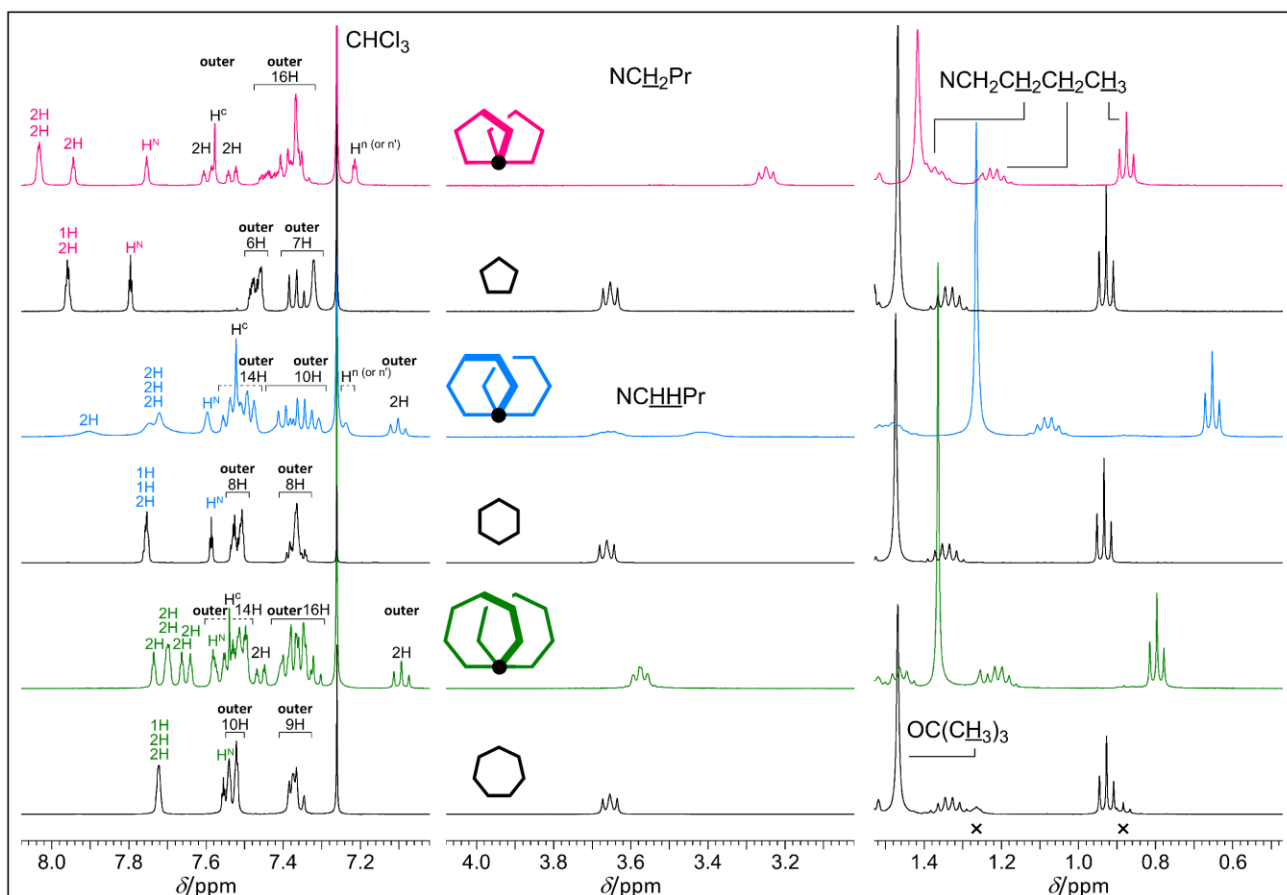 CHCl₃
outer
outer
16H
2H
2H
2H
Hᴺ
2H
Hᶜ
2H
Hⁿ ⁽ᵒʳ ⁿ'⁾
NCH₂Pr
NCH₂CH₂CH₂CH₃
1H
2H
Hᴺ
outer
6H
outer
7H
2H
2H
2H
2H
Hᴺ
Hᶜ
outer
14H
outer
10H
Hⁿ ⁽ᵒʳ ⁿ'⁾
outer
2H
NCHHPr
1H
1H
2H
Hᴺ
outer
8H
outer
8H
2H
2H
2H
2H
2H
Hᴺ
outer
Hᶜ
14H
2H
outer 16H
outer
2H
1H
2H
2H
Hᴺ
outer
10H
outer
9H
OC(CH₃)₃
× ×
8.0 7.8 7.6 7.4 7.2 4.0 3.8 3.6 3.4 3.2 1.4 1.2 1.0 0.8 0.6
δ/ppm δ/ppm δ/ppm